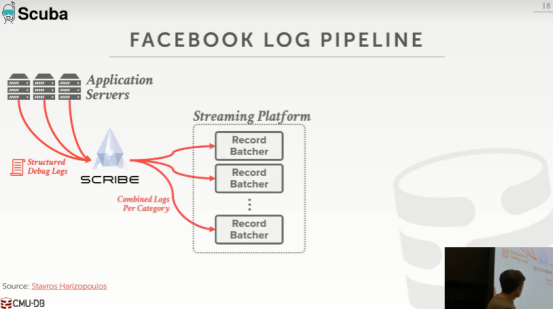 Scuba
18
FACEBOOK LOG PIPELINE
Application
Servers
Streaming Platform
Record
Batcher
Structured
Debug Logs
SCRIBE
Record
Batcher
Combined Logs
Per Category
Record
Batcher
Source: Stavros Harizopoulos
CMU·DB